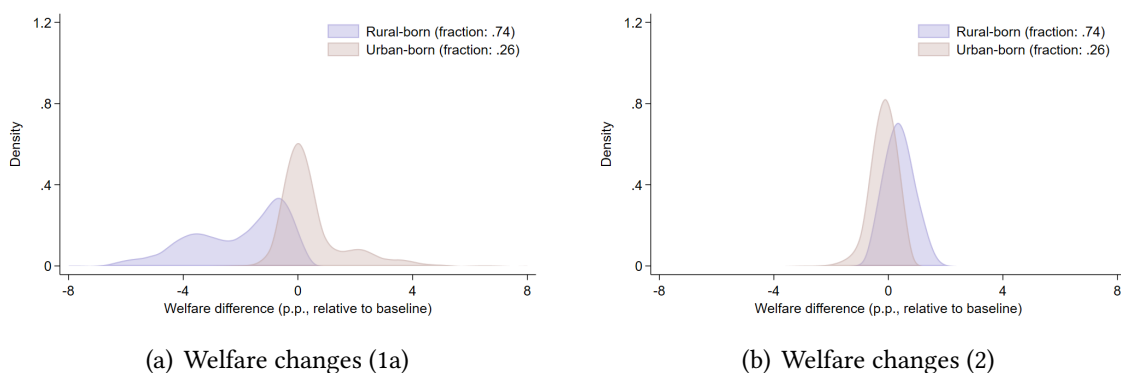 1.2
.8
.4
0
Density
Rural-born (fraction: .74)
Urban-born (fraction: .26)
-8 -4 0 4 8
Welfare difference (p.p., relative to baseline)
(a) Welfare changes (1a)
1.2
.8
.4
0
Density
Rural-born (fraction: .74)
Urban-born (fraction: .26)
-8 -4 0 4 8
Welfare difference (p.p., relative to baseline)
(b) Welfare changes (2)